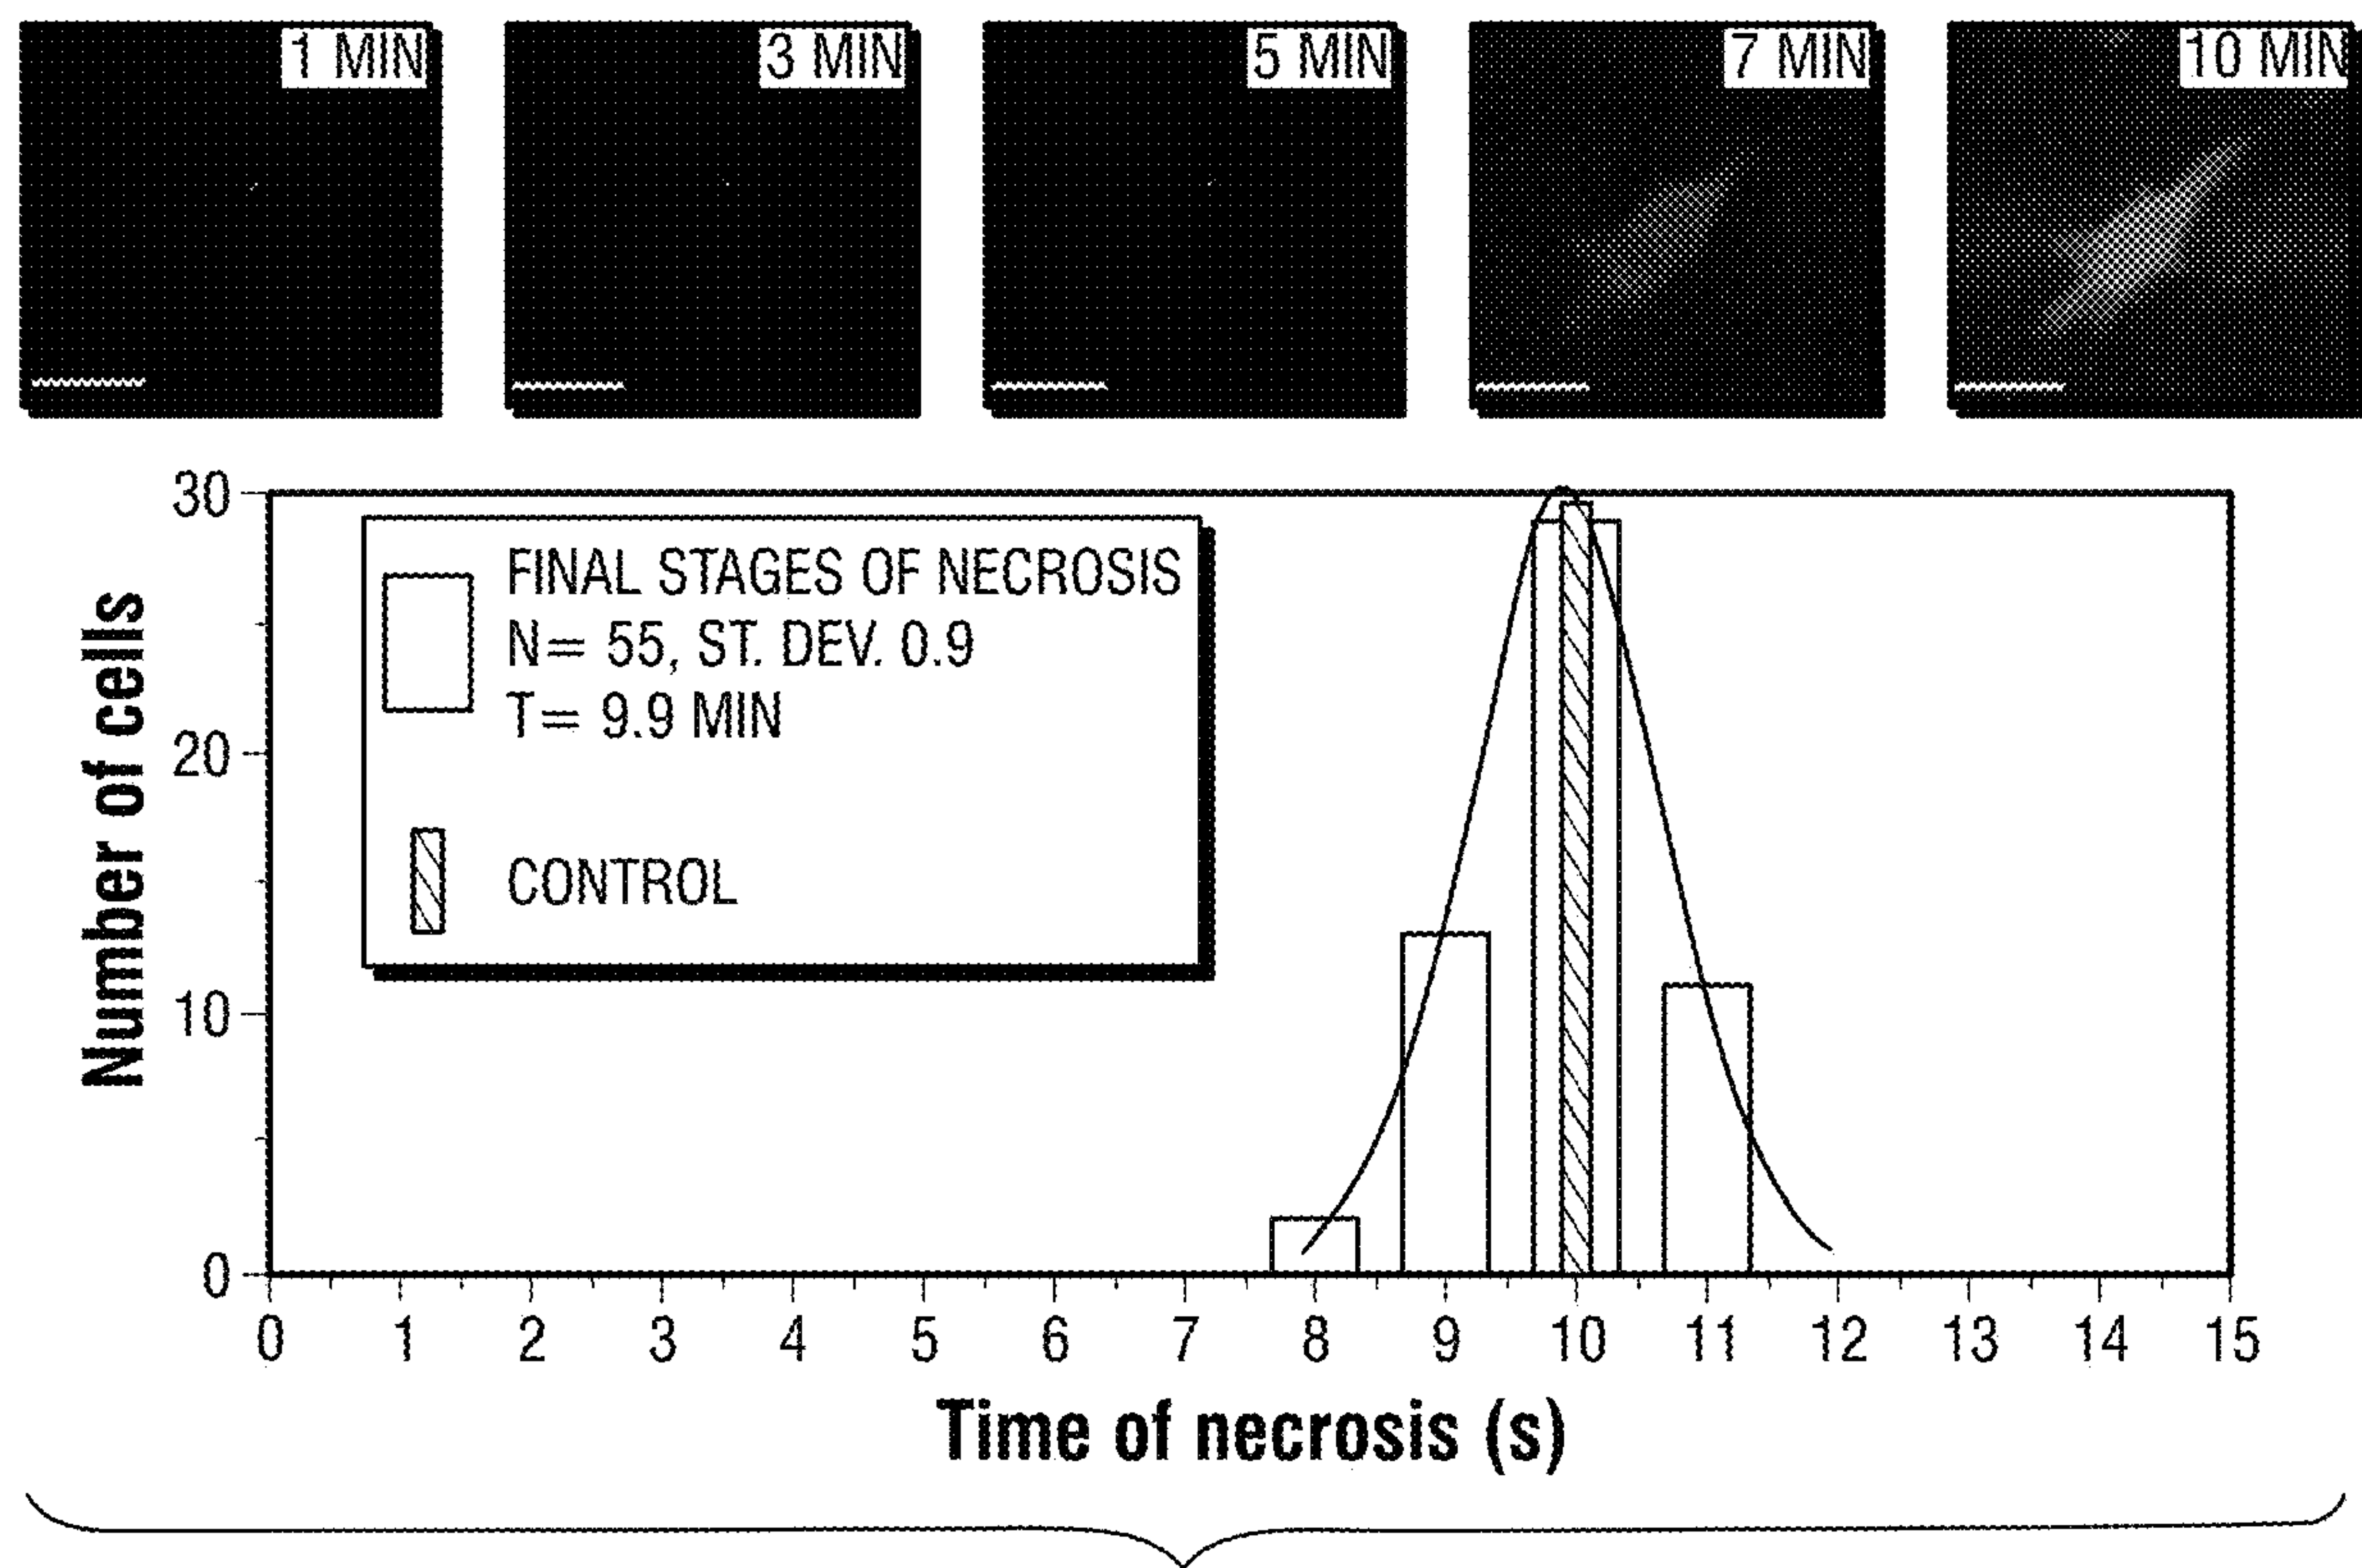 1 MIN
3 MIN
5 MIN
7 MIN
10 MIN
30
20
10
0
Number of cells
FINAL STAGES OF NECROSIS
N= 55, ST. DEV. 0.9
T= 9.9 MIN
CONTROL
0 1 2 3 4 5 6 7 8 9 10 11 12 13 14 15
Time of necrosis (s)